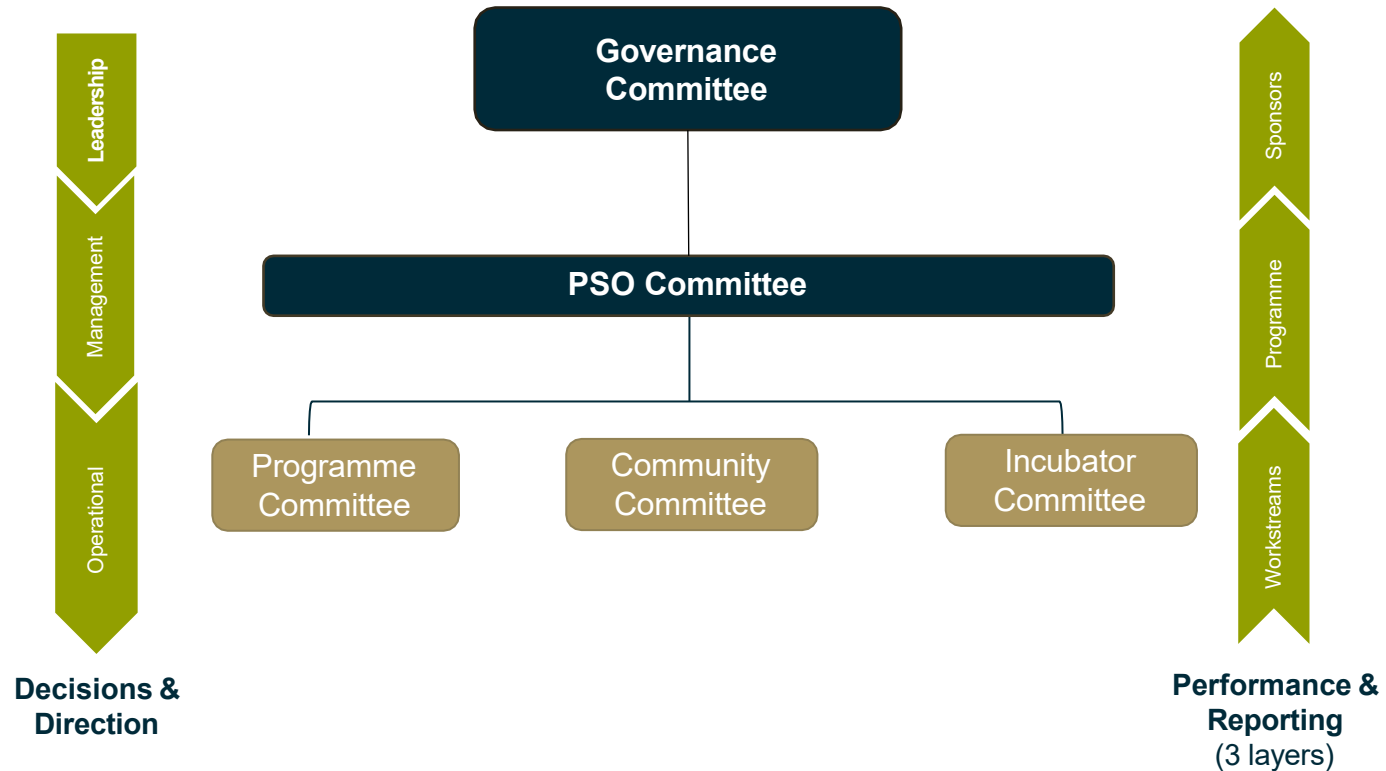 Governance
Committee
Leadership
Sponsors
Management
Programme
PSO Committee
Operational
Workstreams
Programme
Committee
Community
Committee
Incubator
Committee
Decisions &
Direction
Performance &
Reporting
(3 layers)